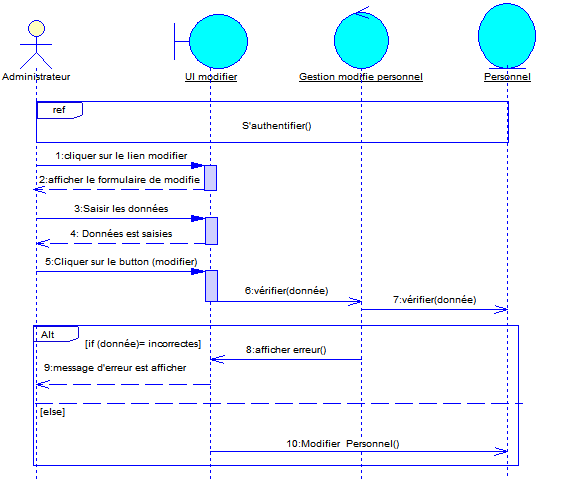 Administrateur
UI modifier
Gestion modifie personnel
Personnel
ref
S'authentifier()
1:cliquer sur le lien modifier
2:afficher le formulaire de modifie
3:Saisir les données
4: Données est saisies
5:Cliquer sur le button (modifier)
6:vérifier(donnée)
7:vérifier(donnée)
Alt
[if (donnée)= incorrectes]
8:afficher erreur()
9:message d'erreur est afficher
[else]
10:Modifier Personnel()